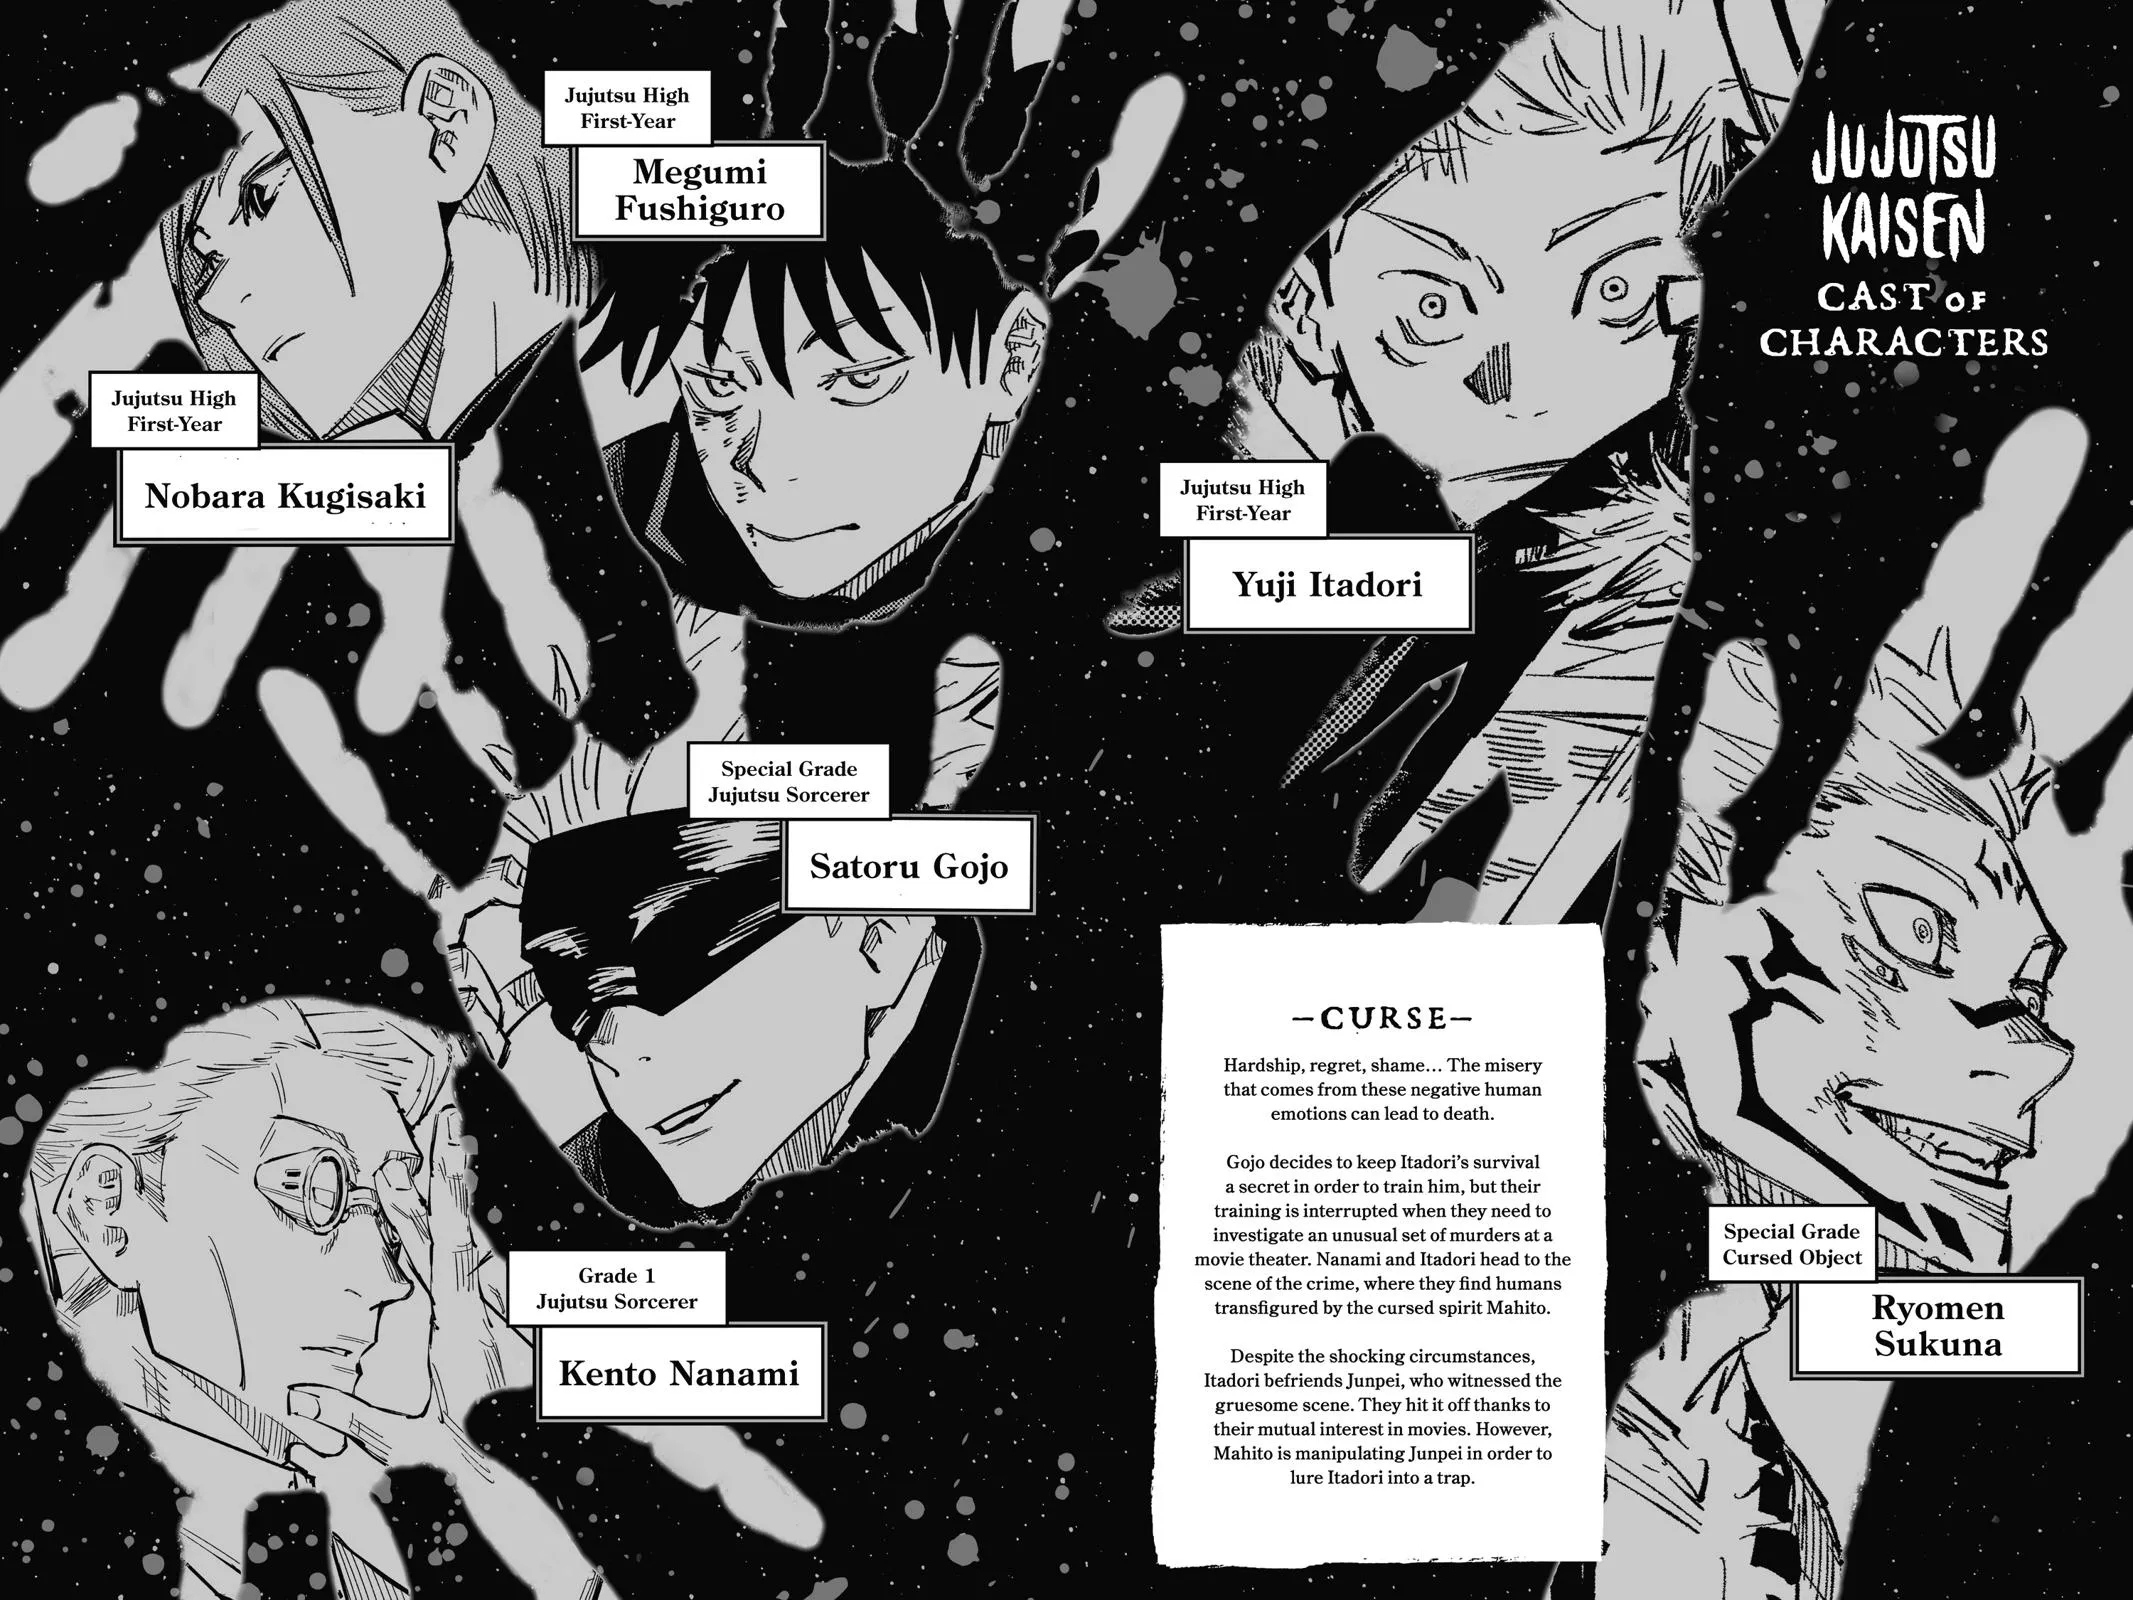 JUJUTSU
KAISEN
CAST OF
CHARACTERS
Jujutsu High
First-Year
Nobara Kugisaki
Jujutsu High
First-Year
Megumi
Fushiguro
Jujutsu High
First-Year
Yuji Itadori
Special Grade
Jujutsu Sorcerer
Satoru Gojo
Grade 1
Jujutsu Sorcerer
Kento Nanami
Special Grade
Cursed Object
Ryomen
Sukuna
—CURSE—
Hardship, regret, shame... The misery
that comes from these negative human
emotions can lead to death.
Gojo decides to keep Itadori's survival
a secret in order to train him, but their
training is interrupted when they need to
investigate an unusual set of murders at a
movie theater. Nanami and Itadori head to the
scene of the crime, where they find humans
transfigured by the cursed spirit Mahito.
Despite the shocking circumstances,
Itadori befriends Junpei, who witnessed the
gruesome scene. They hit it off thanks to
their mutual interest in movies. However,
Mahito is manipulating Junpei in order to
lure Itadori into a trap.